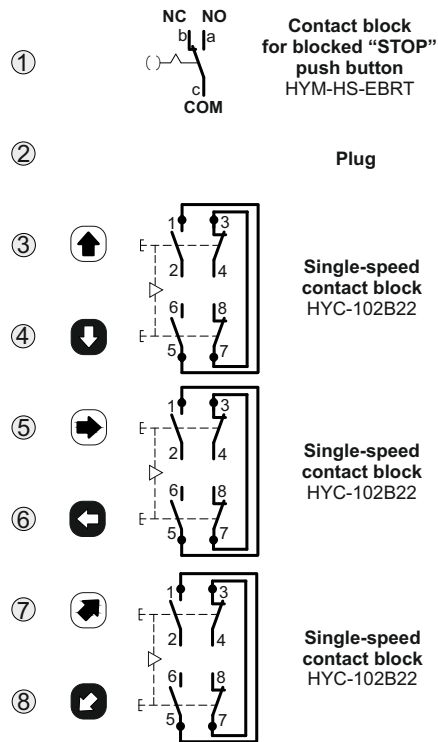 NC NO
b a
c
COM
1
Contact block
for blocked “STOP”
push button
HYM-HS-EBRT
2
Plug
3
4
1 3
2 4
6 8
5 7
Single-speed
contact block
HYC-102B22
5
6
1 3
2 4
6 8
5 7
Single-speed
contact block
HYC-102B22
7
8
1 3
2 4
6 8
5 7
Single-speed
contact block
HYC-102B22